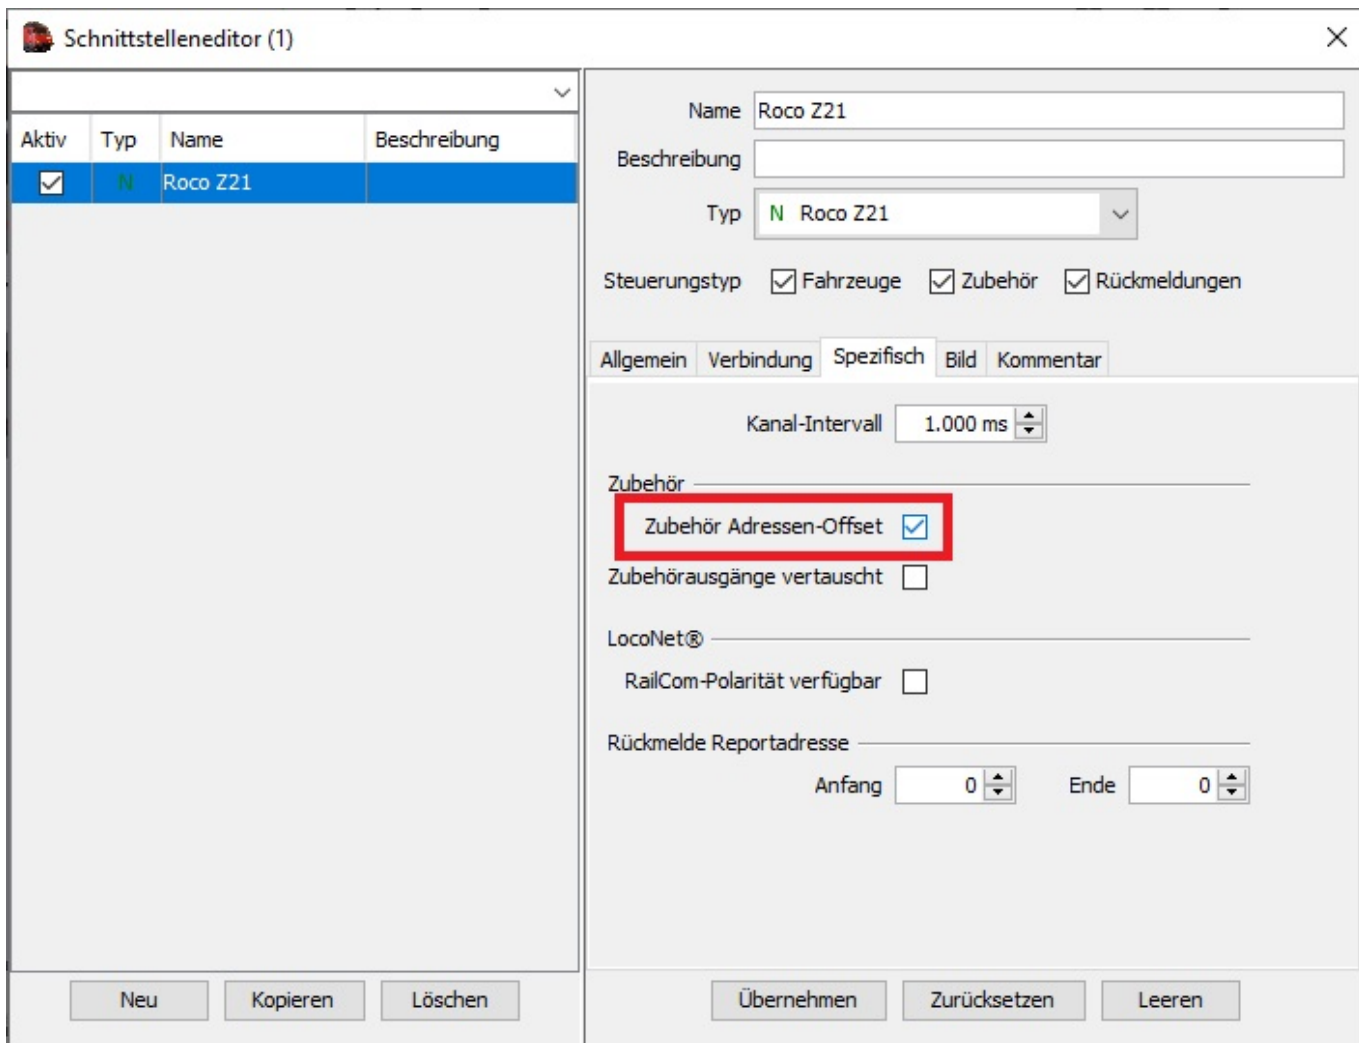 Schnittstelleneditor (1)
Aktiv Typ Name Beschreibung
N Roco Z21
Name Roco Z21
Beschreibung
Typ N Roco Z21
Steuerungstyp Fahrzeuge Zubehör Rückmeldungen
Allgemein Verbindung Spezifisch Bild Kommentar
Kanal-Intervall 1.000 ms
Zubehör
Zubehör Adressen-Offset
Zubehörausgänge vertauscht
LocoNet®
RailCom-Polarität verfügbar
Rückmelde Reportadresse
Anfang 0 Ende 0
Neu Kopieren Löschen
Übernehmen Zurücksetzen Leeren